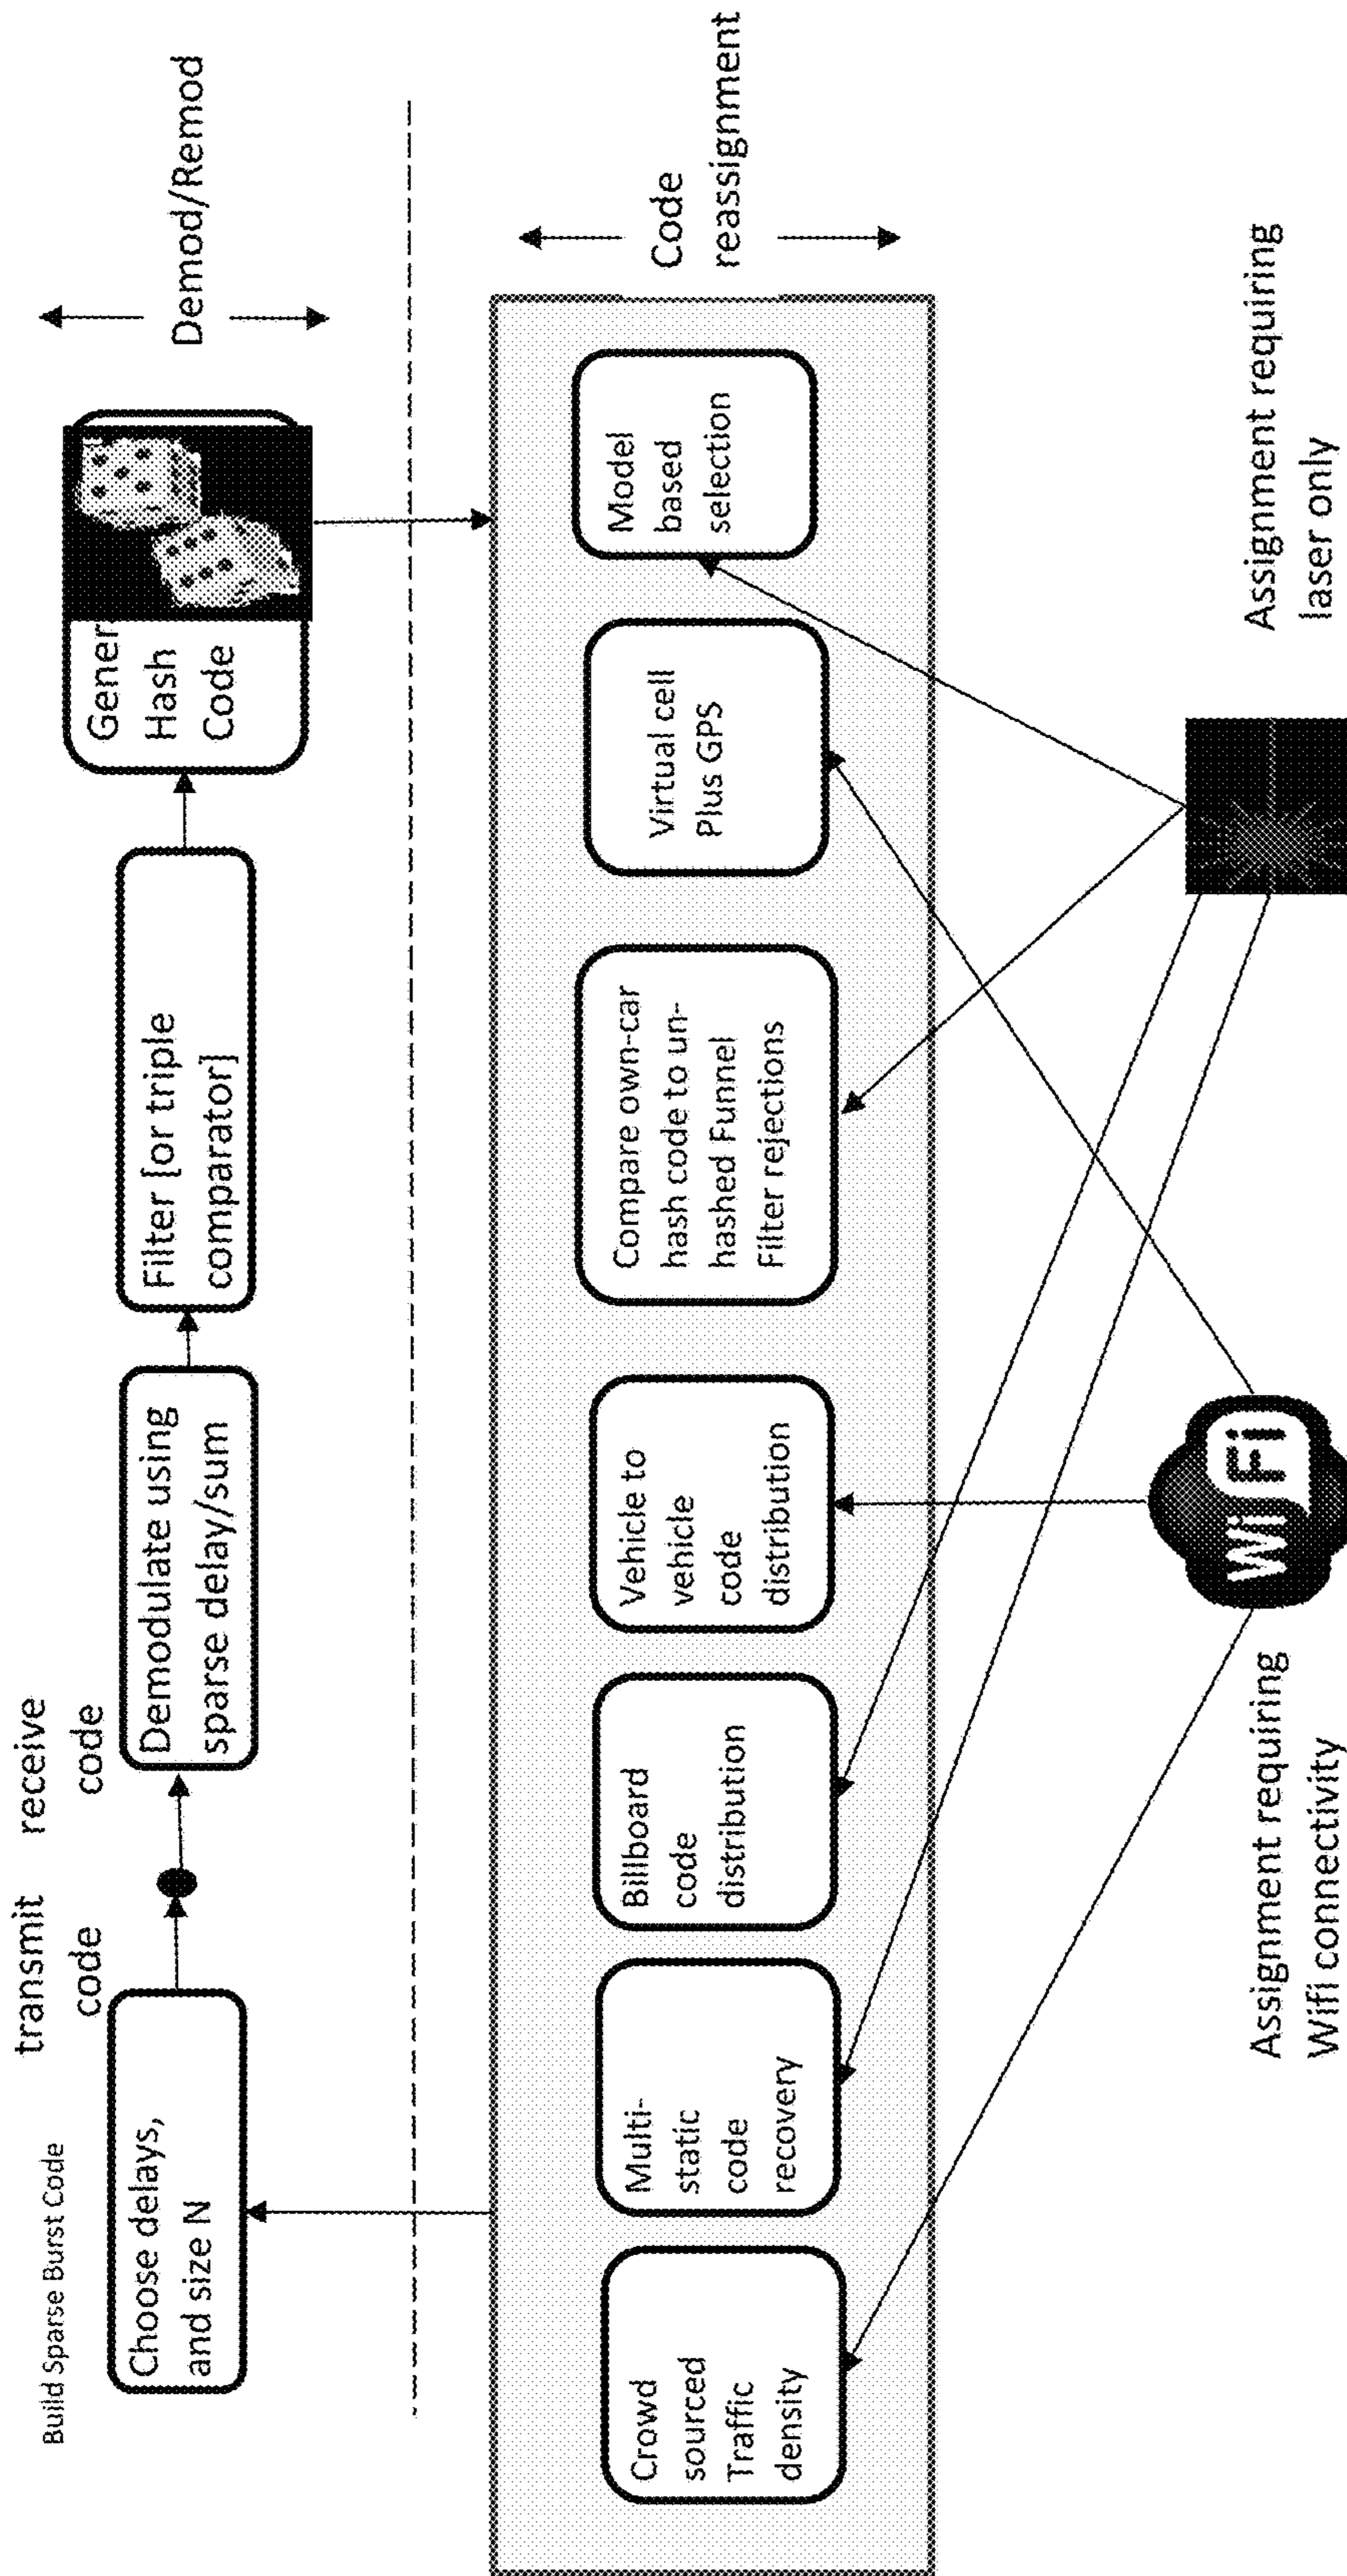 Build Sparse Burst Code
transmit
code
receive
code
Choose delays,
and size N
Demodulate using
sparse delay/sum
Filter [or triple
comparator]
Gener
Hash
Code
Demod/Remod
Crowd
sourced
Traffic
density
Multi-
static
code
recovery
Billboard
code
distribution
Vehicle to
vehicle
code
distribution
Compare own-car
hash code to un-
hashed Funnel
Filter rejections
Virtual cell
Plus GPS
Model
based
selection
Code
reassignment
Assignment requiring
Wifi connectivity
Wi Fi
Assignment requiring
laser only